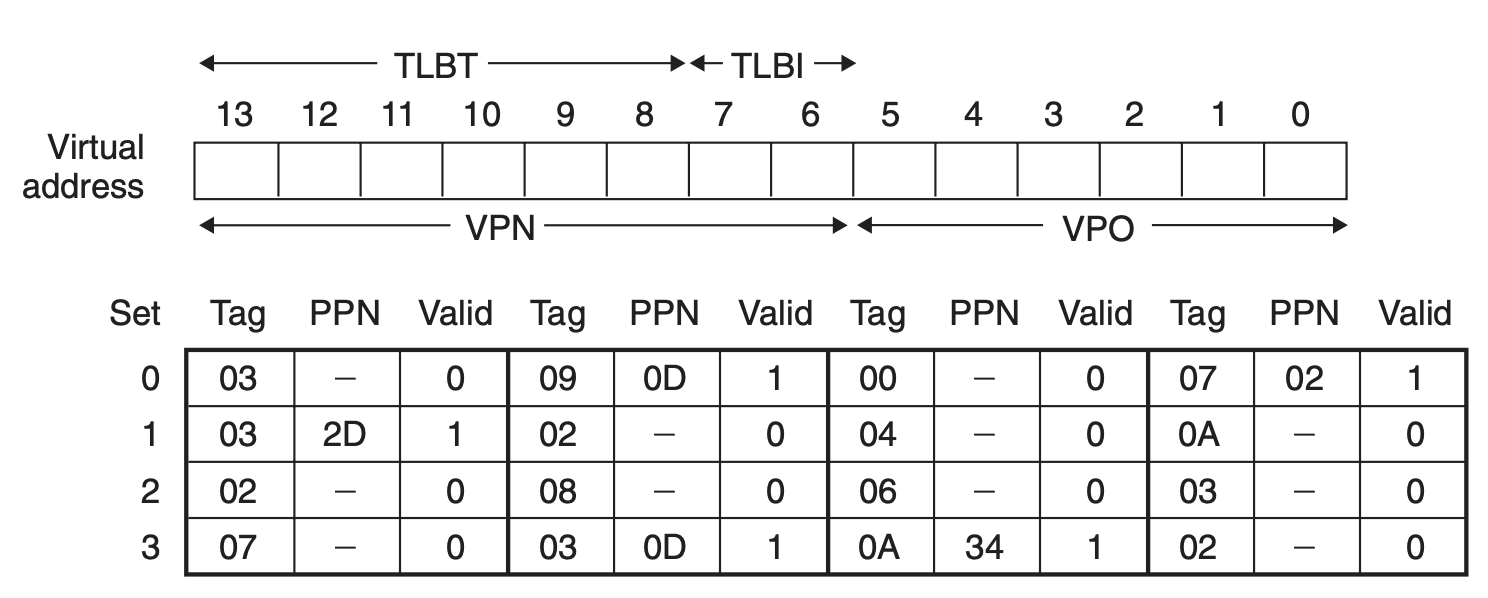 TLBT TLBI
13 12 11 10 9 8 7 6 5 4 3 2 1 0
Virtual
address
VPN VPO
Set Tag PPN Valid Tag PPN Valid Tag PPN Valid Tag PPN Valid
0 03 – 0 09 0D 1 00 – 0 07 02 1
1 03 2D 1 02 – 0 04 – 0 0A – 0
2 02 – 0 08 – 0 06 – 0 03 – 0
3 07 – 0 03 0D 1 0A 34 1 02 – 0